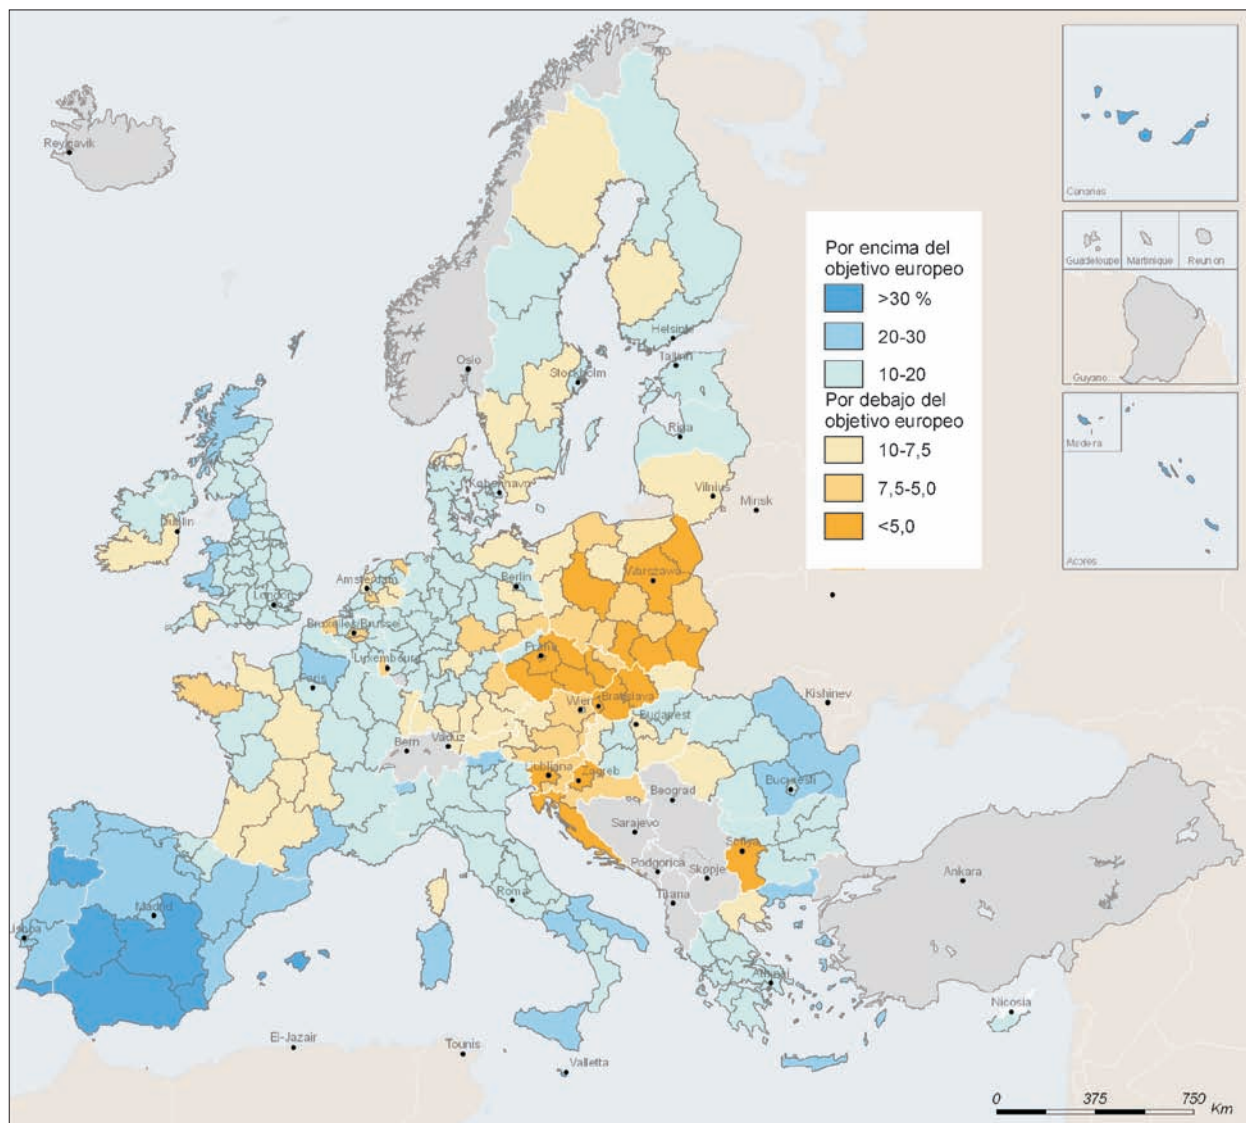 Reykiavik
Canarias
Guadeloupe
Martinique
Reunion
Guyane
Madeira
Acores
Por encima del
objetivo europeo
>30 %
20-30
10-20
Por debajo del
objetivo europeo
10-7,5
7,5-5,0
<5,0
Helsinki
Tallinn
Oslo
Stockholm
Riga
Kobenhavn
Vilnius
Minsk
Dublin
Amsterdam
Berlin
Warszawa
London
Bruxelles/Brussel
Luxembourg
Praha
Paris
Wien
Bratislava
Kishinev
Budapest
Bern
Vaduz
Ljubljana
Zagreb
Bucuresti
Beograd
Sarajevo
Sofiya
Podgorica
Skopje
Ankara
Roma
Tirana
Madrid
Lisboa
Athinai
Nicosia
El-Jazair
Tounis
Valletta
0 375 750
Km